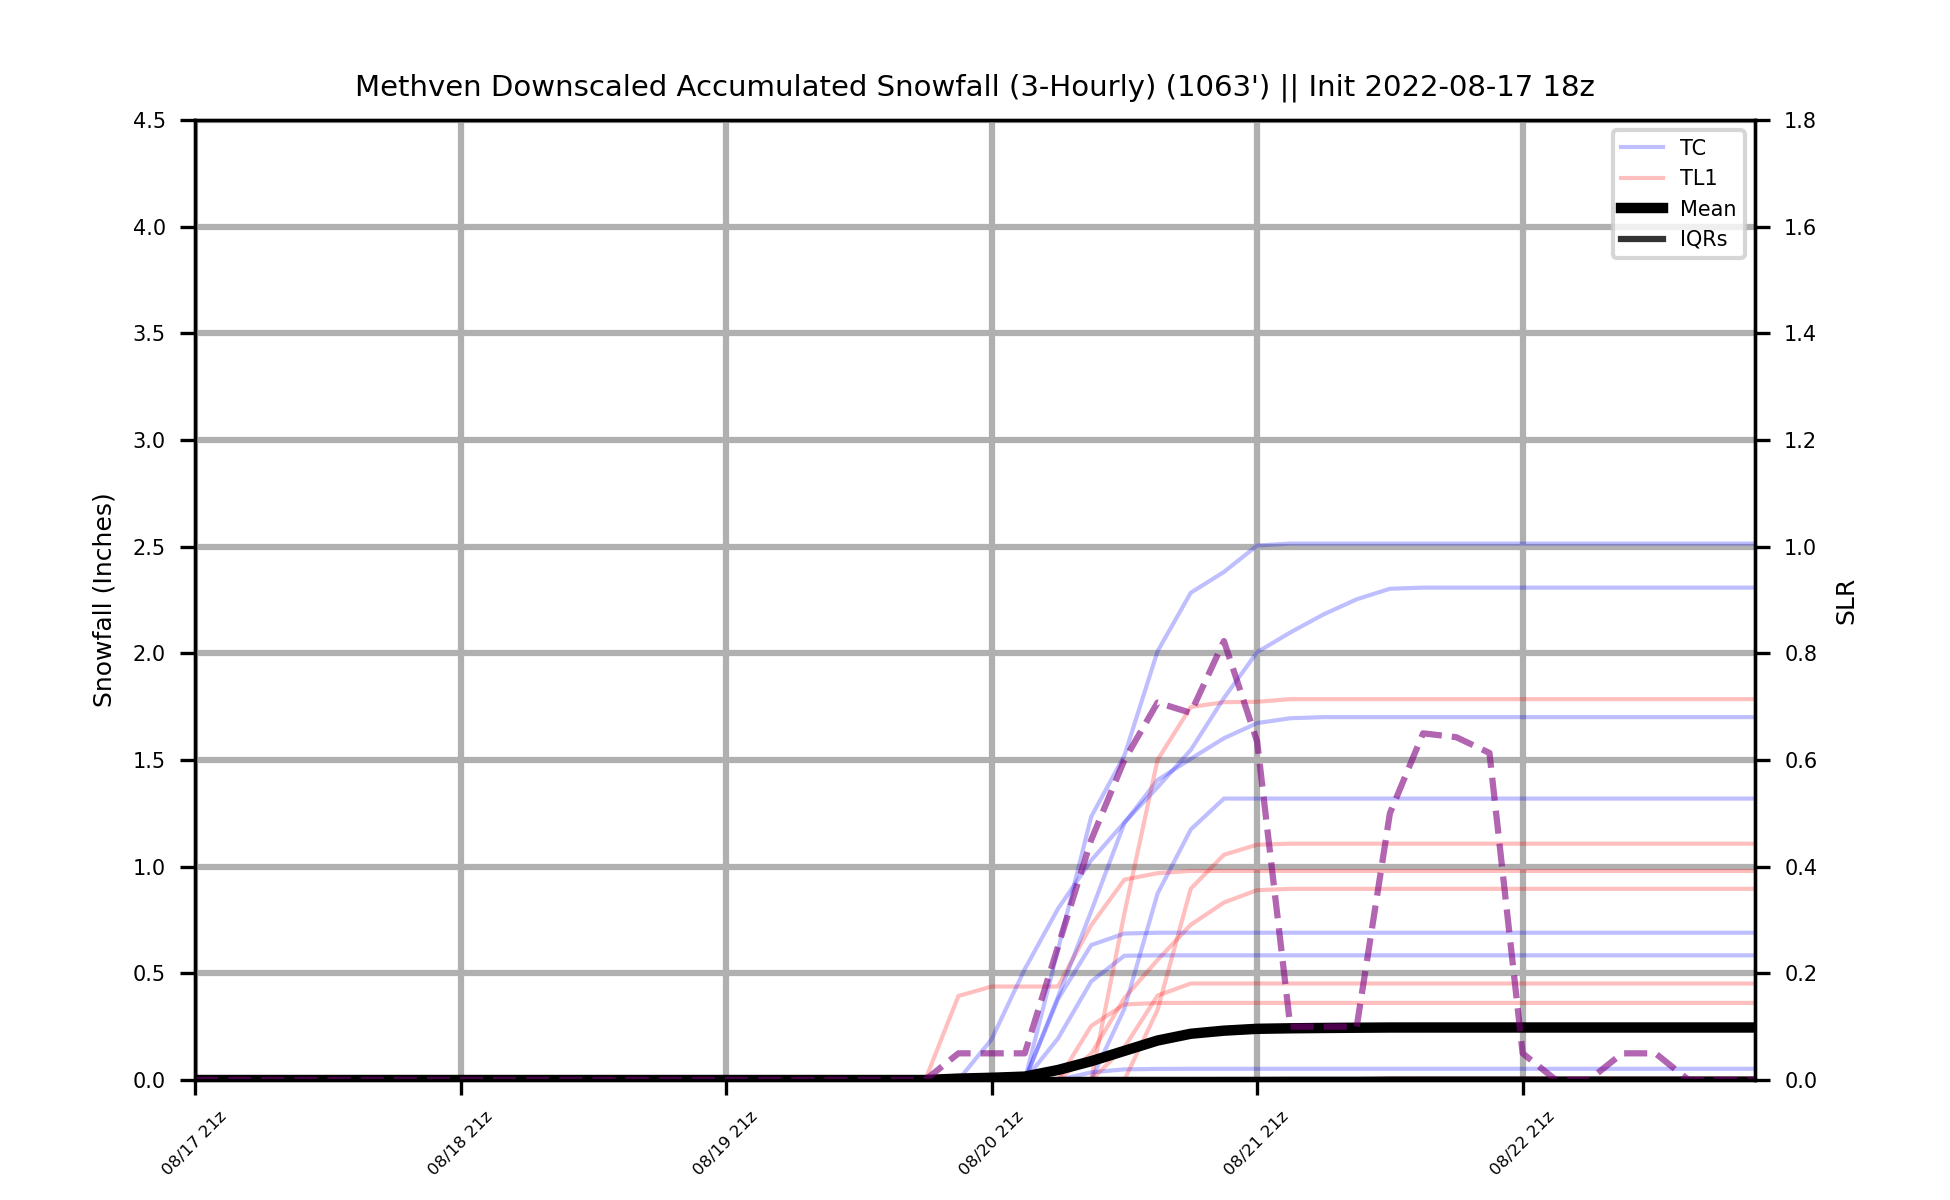 Methven Downscaled Accumulated Snowfall (3-Hourly) (1063') || Init 2022-08-17 18z
TC
TL1
Mean
IQRs
Snowfall (Inches)
4.5
4.0
3.5
3.0
2.5
2.0
1.5
1.0
0.5
0.0
1.8
1.6
1.4
1.2
1.0
0.8
0.6
0.4
0.2
0.0
SLR
08/17 21z
08/18 21z
08/19 21z
08/20 21z
08/21 21z
08/22 21z